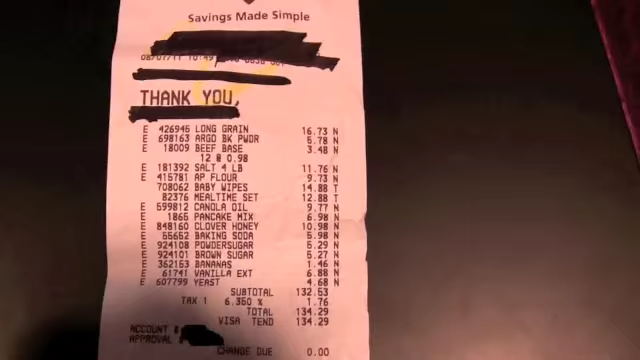 Savings Made Simple
THANK YOU,
E 426945 LONG GRAIN 16.73 N
E 698163 ARGO BK PWDR 5.78 N
E 18009 BEEF BASE 3.48 N
12 @ 0.98
E 181392 SALT 4 LB 11.76 N
E 415781 AP FLOUR 9.73 N
708062 BABY WIPES 14.88 T
82376 MEALTIME SET 12.88 T
E 599812 CANOLA OIL 9.77 N
E 1865 PANCAKE MIX 6.98 N
E 848160 CLOVER HONEY 10.98 N
E 55652 BAKING SODA 5.98 N
E 924108 POWDERSUGAR 5.29 N
E 924101 BROWN SUGAR 5.27 N
E 362163 BANANAS 1.46 N
E 61741 VANILLA EXT 6.88 N
E 607799 YEAST 4.68 N
SUBTOTAL 132.53
TAX 1 6.350 % 1.76
TOTAL 134.29
VISA TEND 134.29
ACCOUNT #
APPROVAL #
CHANGE DUE 0.00